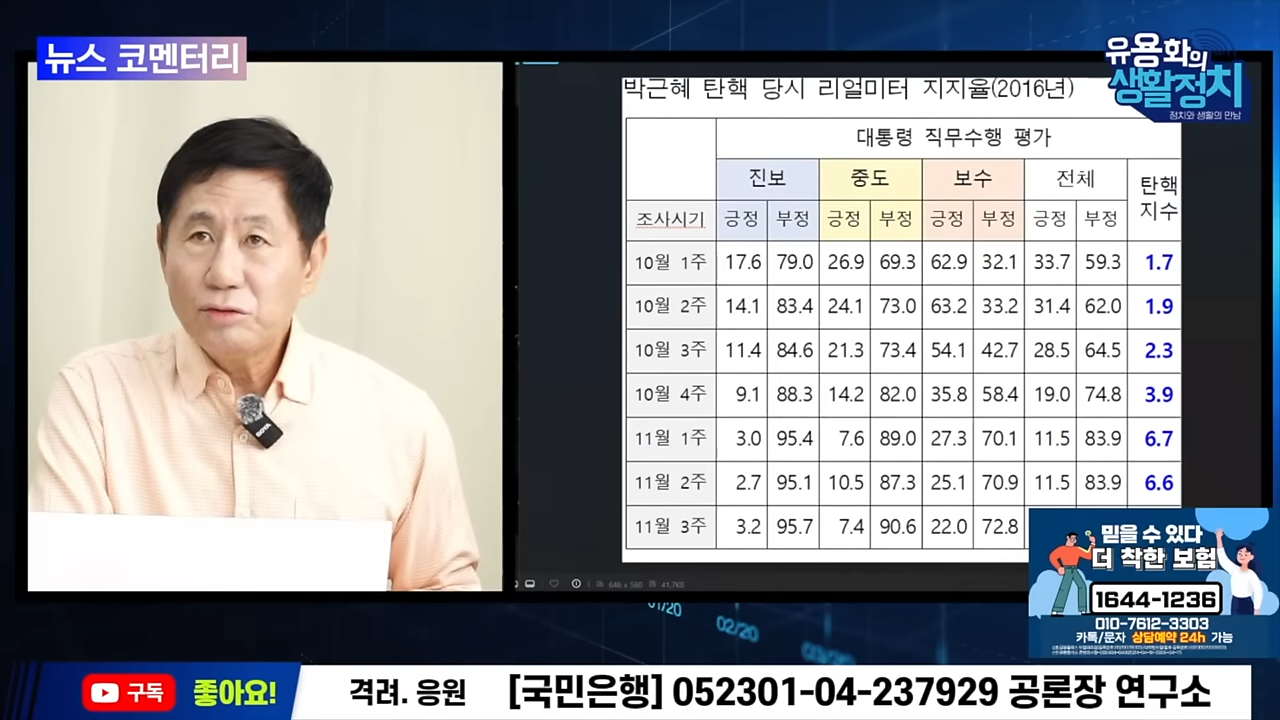 뉴스 코멘터리
유용화의
생활정치
정치와 생활의 만남
박근혜 탄핵 당시 리얼미터 지지율(2016년)
대통령 직무수행 평가
진보 중도 보수 전체 탄핵 지수
조사시기 긍정 부정 긍정 부정 긍정 부정 긍정 부정
10월 1주 17.6 79.0 26.9 69.3 62.9 32.1 33.7 59.3 1.7
10월 2주 14.1 83.4 24.1 73.0 63.2 33.2 31.4 62.0 1.9
10월 3주 11.4 84.6 21.3 73.4 54.1 42.7 28.5 64.5 2.3
10월 4주 9.1 88.3 14.2 82.0 35.8 58.4 19.0 74.8 3.9
11월 1주 3.0 95.4 7.6 89.0 27.3 70.1 11.5 83.9 6.7
11월 2주 2.7 95.1 10.5 87.3 25.1 70.9 11.5 83.9 6.6
11월 3주 3.2 95.7 7.4 90.6 22.0 72.8
648 x 560 41.7KB
믿을 수 있다
더 착한 보험
1644-1236
010-7612-3303
카톡/문자 상담예약 24h 가능
01/20
02/20
구독 좋아요! 격려. 응원 [국민은행] 052301-04-237929 공론장 연구소